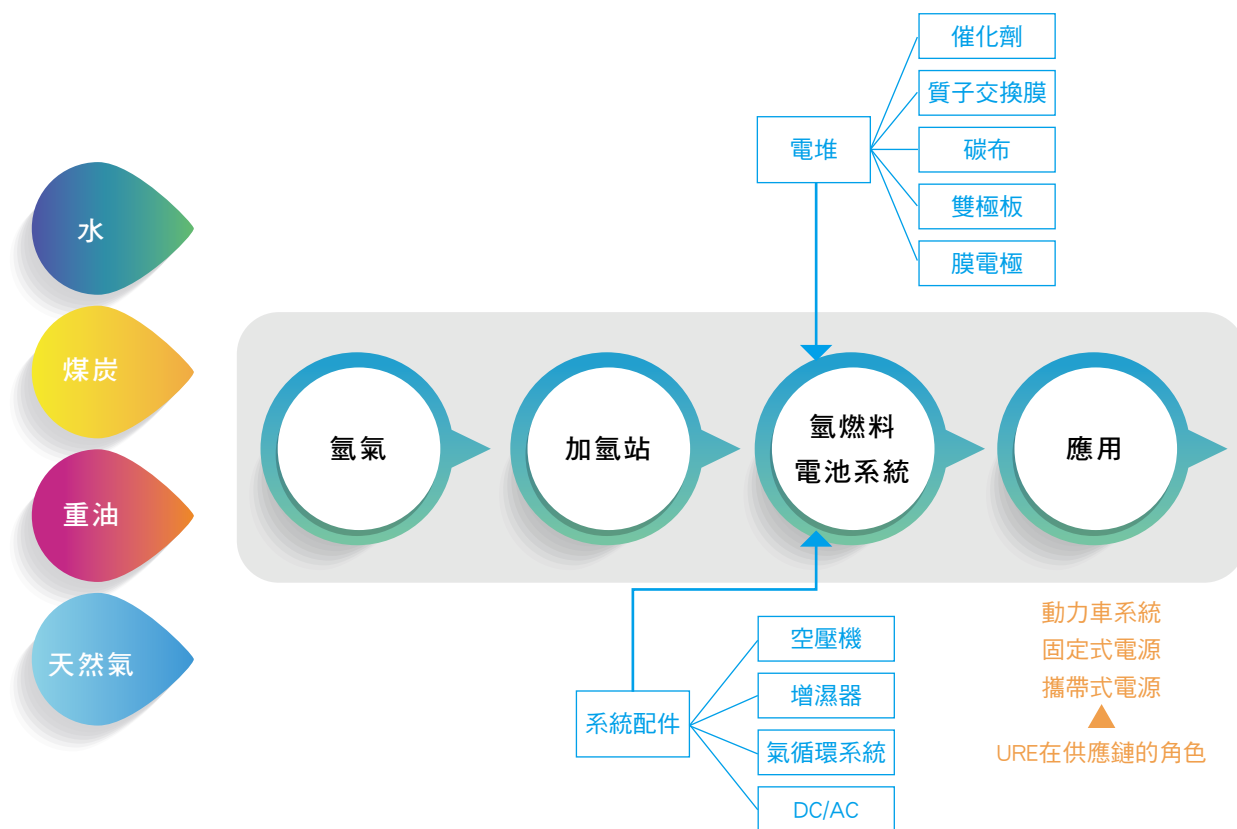 水
煤炭
重油
天然氣
氫氣
加氫站
氫燃料
電池系統
應用
電堆
催化劑
質子交換膜
碳布
雙極板
膜電極
系統配件
空壓機
增濕器
氣循環系統
DC/AC
動力車系統
固定式電源
攜帶式電源
URE在供應鏈的角色